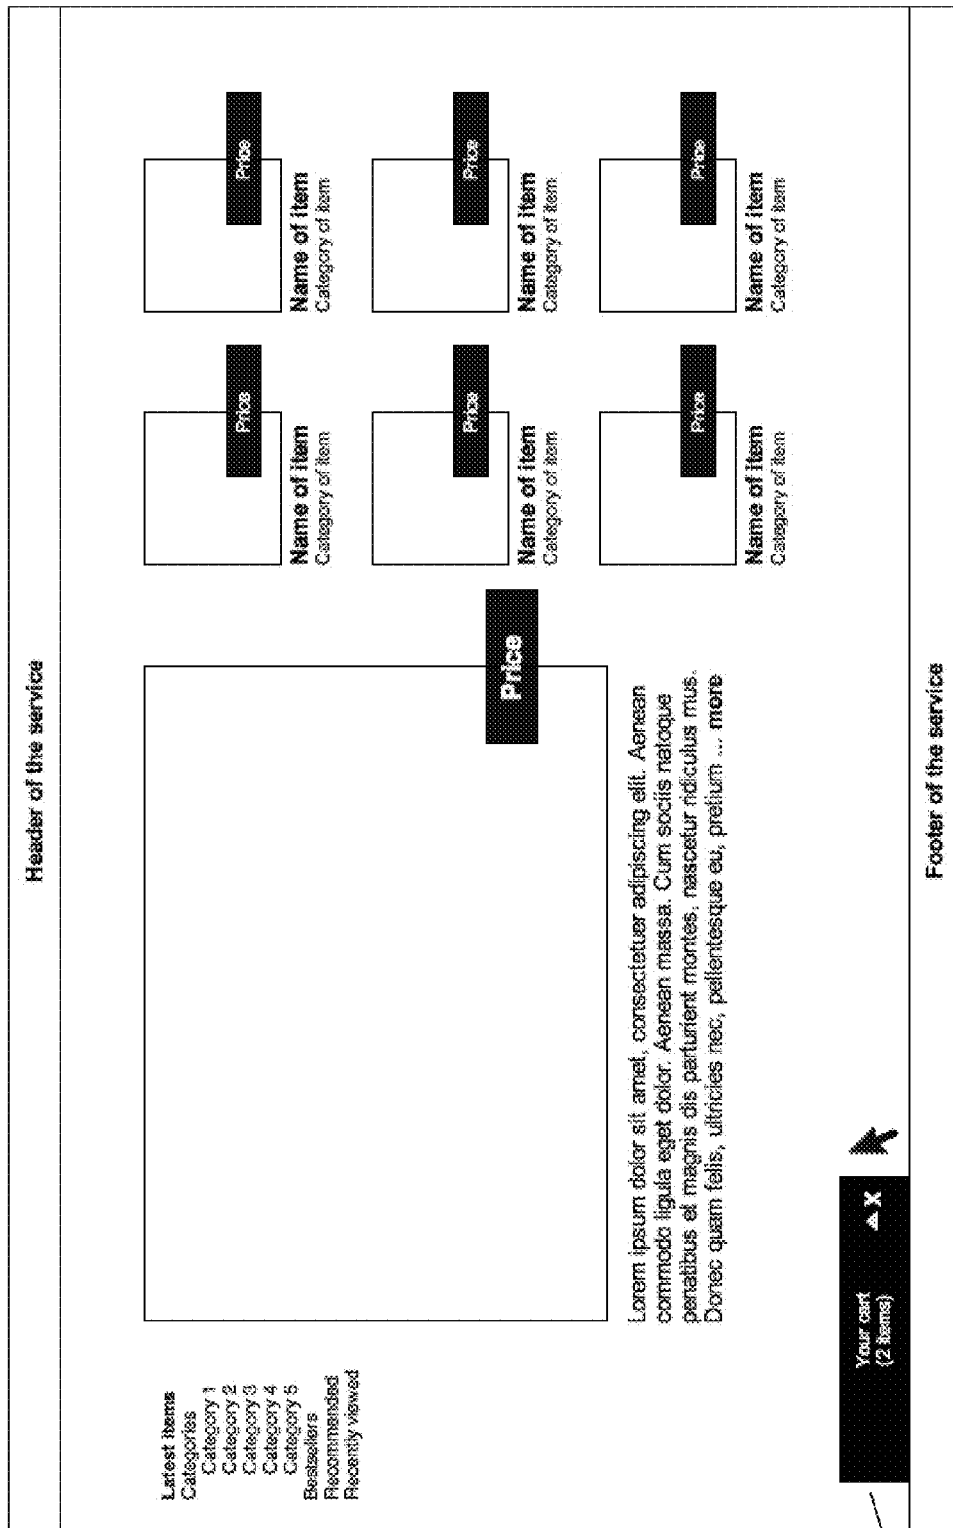 Header of the service
Latest items
Categories
Category 1
Category 2
Category 3
Category 4
Category 5
Bestsellers
Recommended
Recently viewed
Price
Lorem ipsum dolor sit amet, consectetuer adipiscing elit. Aenean
commodo ligula eget dolor. Aenean massa. Cum sociis natoque
penatibus et magnis dis parturient montes, nascetur ridiculus mus.
Donec quam felis, ultricies nec, pellentesque eu, pretium ... more
Price
Name of item
Category of item
Price
Name of item
Category of item
Price
Name of item
Category of item
Price
Name of item
Category of item
Price
Name of item
Category of item
Price
Name of item
Category of item
Your cart
(2 items)
X
Footer of the service